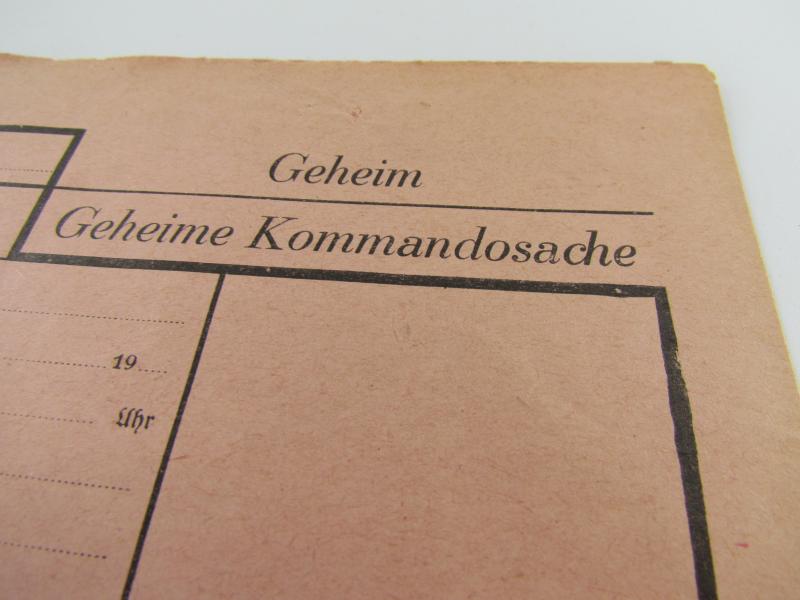 Geheim
Geheime Kommandosache
19
Uhr